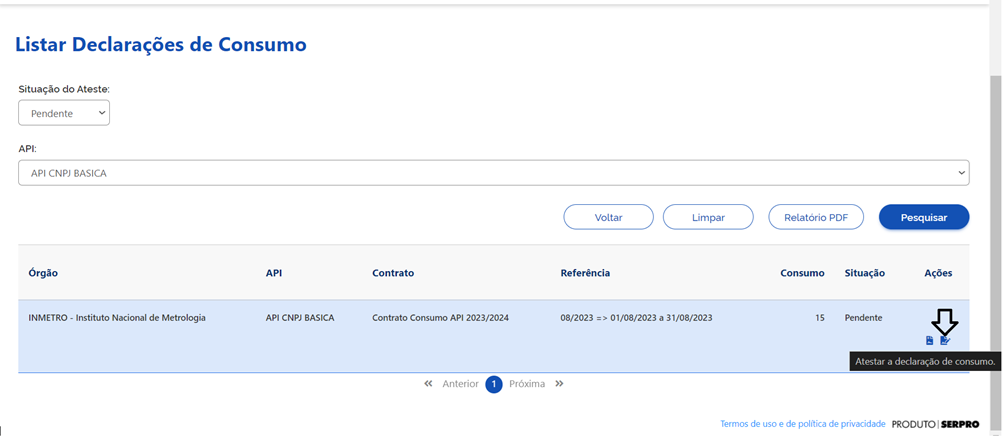 Listar Declarações de Consumo
Situação do Ateste:
Pendente
API:
API CNPJ BASICA
Voltar Limpar Relatório PDF Pesquisar
Órgão API Contrato Referência Consumo Situação Ações
INMETRO - Instituto Nacional de Metrologia API CNPJ BASICA Contrato Consumo API 2023/2024 08/2023 => 01/08/2023 a 31/08/2023 15 Pendente
Atestar a declaração de consumo.
« Anterior 1 Próxima »
Termos de uso e de política de privacidade PRODUTO | SERPRO